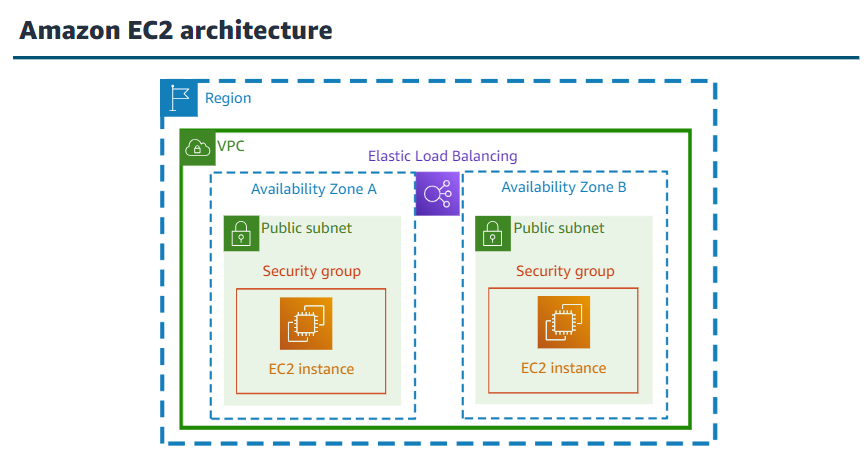 Amazon EC2 architecture
Region
VPC
Elastic Load Balancing
Availability Zone A
Availability Zone B
Public subnet
Public subnet
Security group
Security group
EC2 instance
EC2 instance